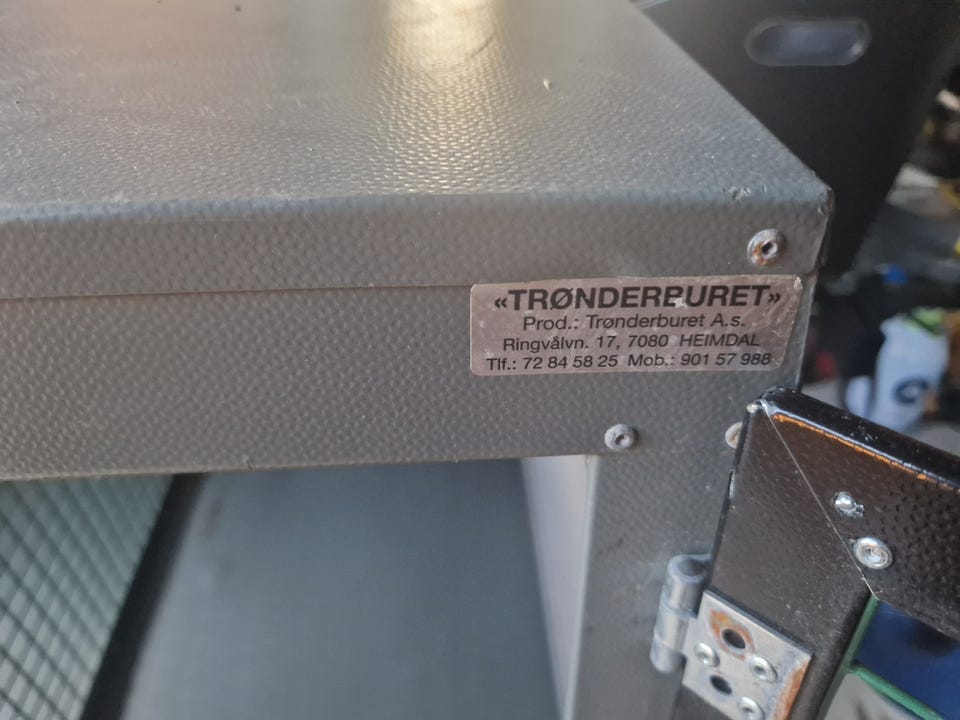 «TRØNDERBURET»
Prod.: Trønderburet A.s.
Ringvålvn. 17, 7080 HEIMDAL
Tlf.: 72 84 58 25 Mob.: 901 57 988